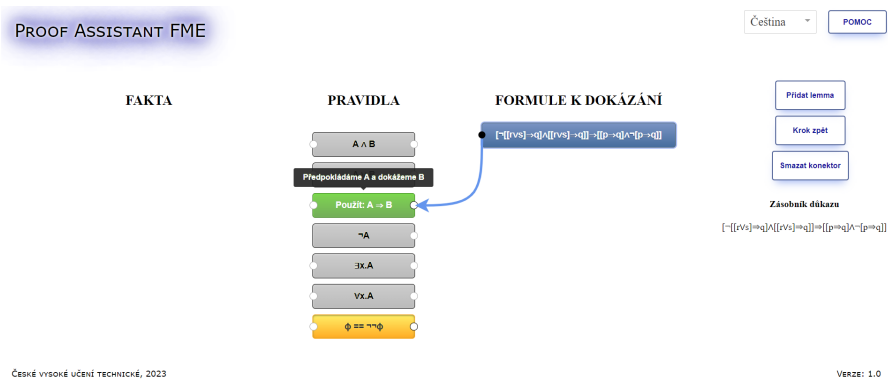 Proof Assistant FME
Čeština
POMOC
FAKTA
PRAVIDLA
FORMULE K DOKÁZÁNÍ
Přidat lemma
Krok zpět
Smazat konektor
Zásobník důkazu
[¬[[r∨s]⇒q]∧[[r∨s]⇒q]]⇒[[p⇒q]∧¬[p⇒q]]
A ∧ B
[¬[[r∨s]⇒q]∧[[r∨s]⇒q]]⇒[[p⇒q]∧¬[p⇒q]]
Předpokládáme A a dokážeme B
Použít: A ⇒ B
¬A
∃x.A
∀x.A
ϕ == ¬¬ϕ
České vysoké učení technické, 2023
Verze: 1.0